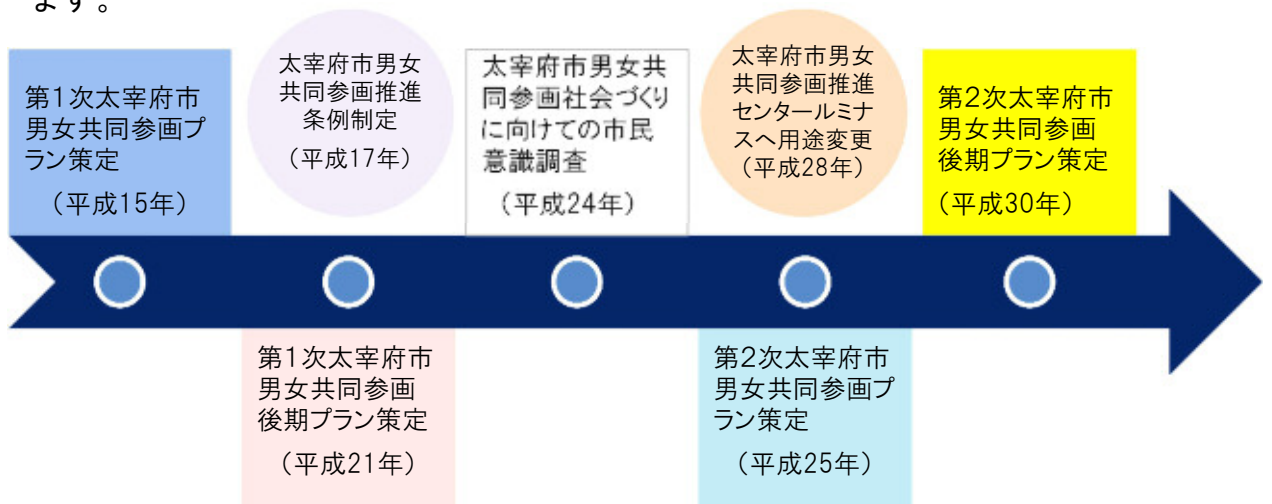 ます。
第1次太宰府市
男女共同参画プ
ラン策定
（平成15年）
太宰府市男女
共同参画推進
条例制定
（平成17年）
太宰府市男女共
同参画社会づくり
に向けての市民
意識調査
（平成24年）
太宰府市男女
共同参画推進
センタールミナ
スへ用途変更
（平成28年）
第2次太宰府市
男女共同参画
後期プラン策定
（平成30年）
第1次太宰府市
男女共同参画
後期プラン策定
（平成21年）
第2次太宰府市
男女共同参画プ
ラン策定
（平成25年）